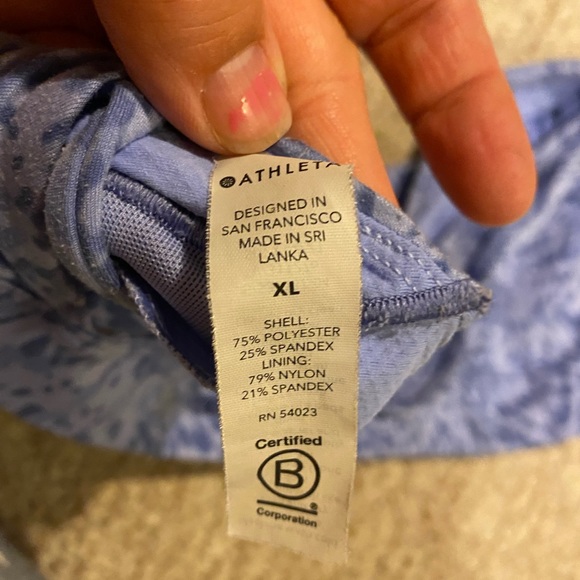 ATHLETA
DESIGNED IN
SAN FRANCISCO
MADE IN SRI
LANKA
XL
SHELL:
75% POLYESTER
25% SPANDEX
LINING:
79% NYLON
21% SPANDEX
RN 54023
Certified
B
®
Corporation